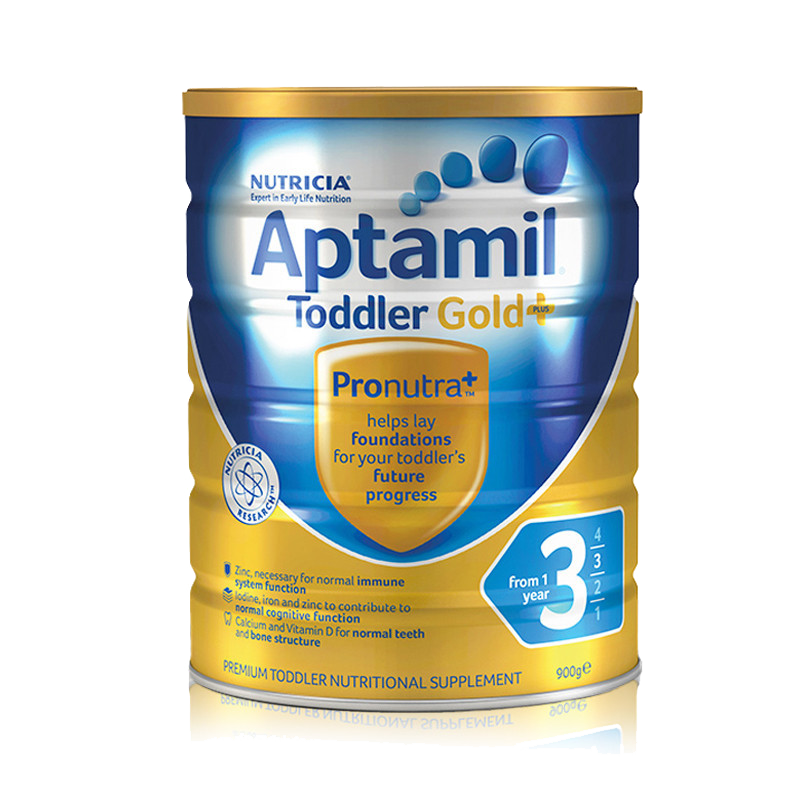 NUTRICIA®
Expert in Early Life Nutrition
Aptamil®
Toddler Gold+
PLUS
Pronutra+™
helps lay
foundations
for your toddler's
future
progress
NUTRICIA
RESEARCH™
from 1
year
3
4
3
2
1
Zinc, necessary for normal immune
system function
Iodine, iron and zinc to contribute to
normal cognitive function
Calcium and Vitamin D for normal teeth
and bone structure
PREMIUM TODDLER NUTRITIONAL SUPPLEMENT
900g℮